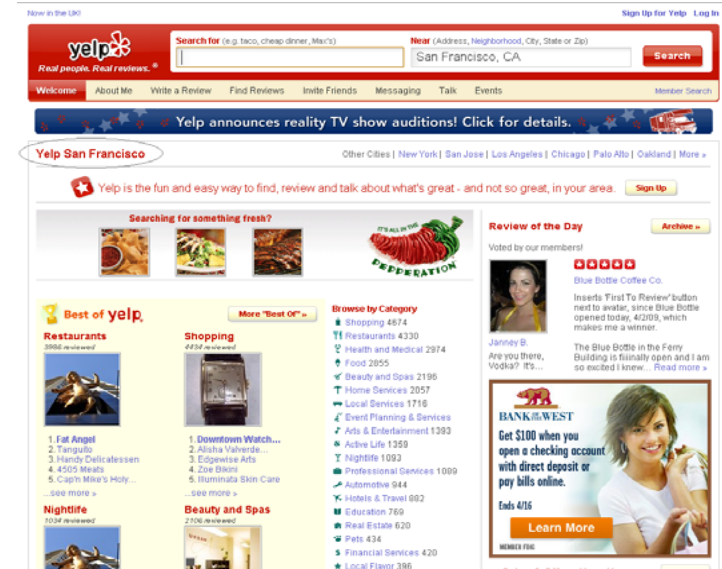 Now in the UK!
Sign Up for Yelp Log In
yelp
Real people. Real reviews. ®
Search for (e.g. taco, cheap dinner, Max's)
Near (Address, Neighborhood, City, State or Zip)
San Francisco, CA
Search
Welcome About Me Write a Review Find Reviews Invite Friends Messaging Talk Events Member Search
Yelp announces reality TV show auditions! Click for details.
Yelp San Francisco
Other Cities | New York | San Jose | Los Angeles | Chicago | Palo Alto | Oakland | More »
Yelp is the fun and easy way to find, review and talk about what's great - and not so great, in your area. Sign Up
Searching for something fresh?
IT'S ALL IN THE
PEPPERATION
Best of yelp
More "Best Of" »
Restaurants
3986 reviewed
1. Fat Angel
2. Tanguito
3. Handy Delicatessen
4. 4505 Meats
5. Cap'n Mike's Holy...
...see more »
Shopping
4434 reviewed
1. Downtown Watch...
2. Alisha Valverde...
3. Edgewise Arts
4. Zoe Bikini
5. Illuminata Skin Care
...see more »
Nightlife
1034 reviewed
Beauty and Spas
2106 reviewed
Browse by Category
Shopping 4674
Restaurants 4330
Health and Medical 2974
Food 2855
Beauty and Spas 2196
Home Services 2057
Local Services 1716
Event Planning & Services
Arts & Entertainment 1393
Active Life 1359
Nightlife 1093
Professional Services 1089
Automotive 944
Hotels & Travel 882
Education 769
Real Estate 620
Pets 434
Financial Services 420
Local Flavor 396
Review of the Day
Archive »
Voted by our members!
Janney B.
Are you there,
Vodka? It's...
Blue Bottle Coffee Co.
Inserts 'First To Review' button
next to avatar, since Blue Bottle
opened today, 4/2/09, which
makes me a winner.
The Blue Bottle in the Ferry
Building is fiiiinally open and I am
so excited I knew... Read more »
BANK OF THE WEST
Get $100 when you
open a checking account
with direct deposit or
pay bills online.
Ends 4/16
Learn More
MEMBER FDIC